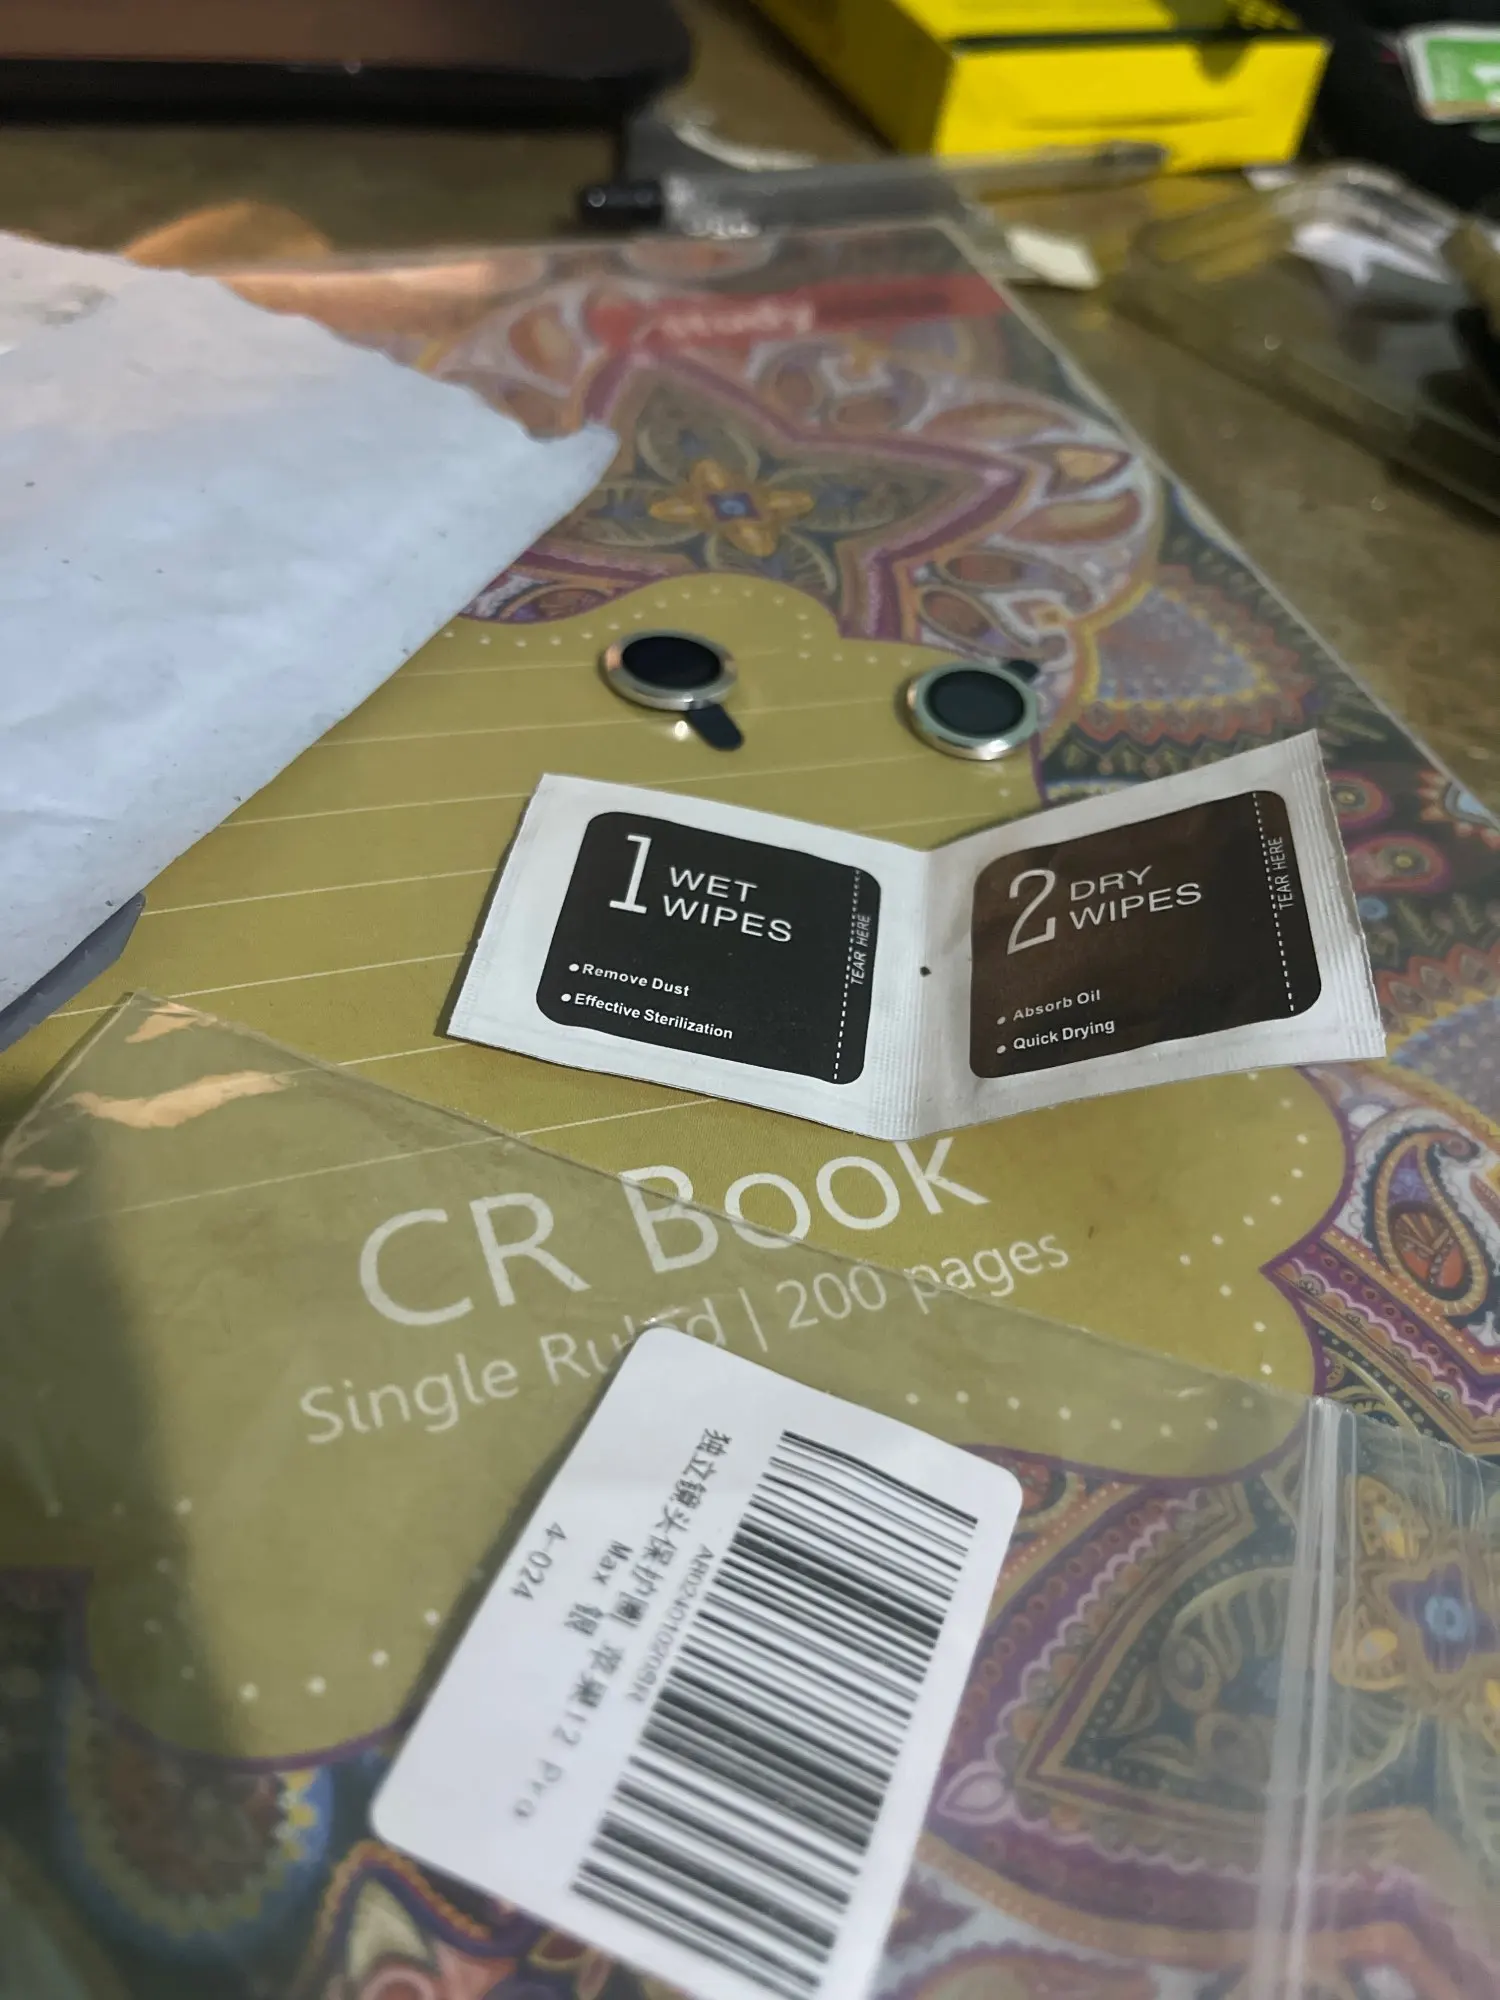 Study
1 WET
WIPES
TEAR HERE
● Remove Dust
● Effective Sterilization
2 DRY
WIPES
TEAR HERE
● Absorb Oil
● Quick Drying
CR Book
Single Ruled | 200 pages
独立镜头保护圈 苹果12 Pro
Max 银
4-024